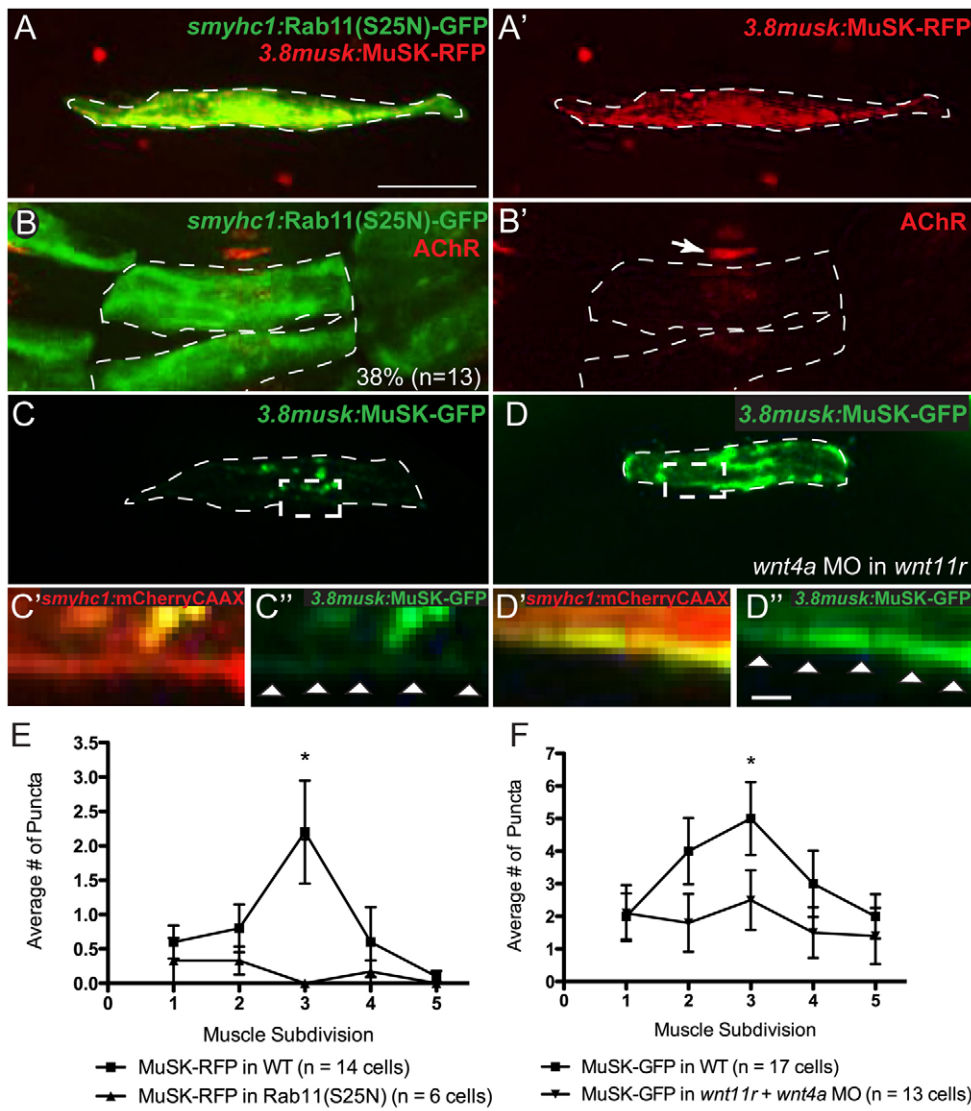 A
smyhc1:Rab11(S25N)-GFP
3.8musk:MuSK-RFP
A’
3.8musk:MuSK-RFP
B
smyhc1:Rab11(S25N)-GFP
AChR
38% (n=13)
B’
AChR
C
3.8musk:MuSK-GFP
D
3.8musk:MuSK-GFP
wnt4a MO in wnt11r
C’
smyhc1:mCherryCAAX
C’’
3.8musk:MuSK-GFP
D’
smyhc1:mCherryCAAX
D’’
3.8musk:MuSK-GFP
E
Average # of Puncta
3.5
3.0
2.5
2.0
1.5
1.0
0.5
0.0
*
0 1 2 3 4 5
Muscle Subdivision
MuSK-RFP in WT (n = 14 cells)
MuSK-RFP in Rab11(S25N) (n = 6 cells)
F
Average # of Puncta
7
6
5
4
3
2
1
0
*
0 1 2 3 4 5
Muscle Subdivision
MuSK-GFP in WT (n = 17 cells)
MuSK-GFP in wnt11r + wnt4a MO (n = 13 cells)